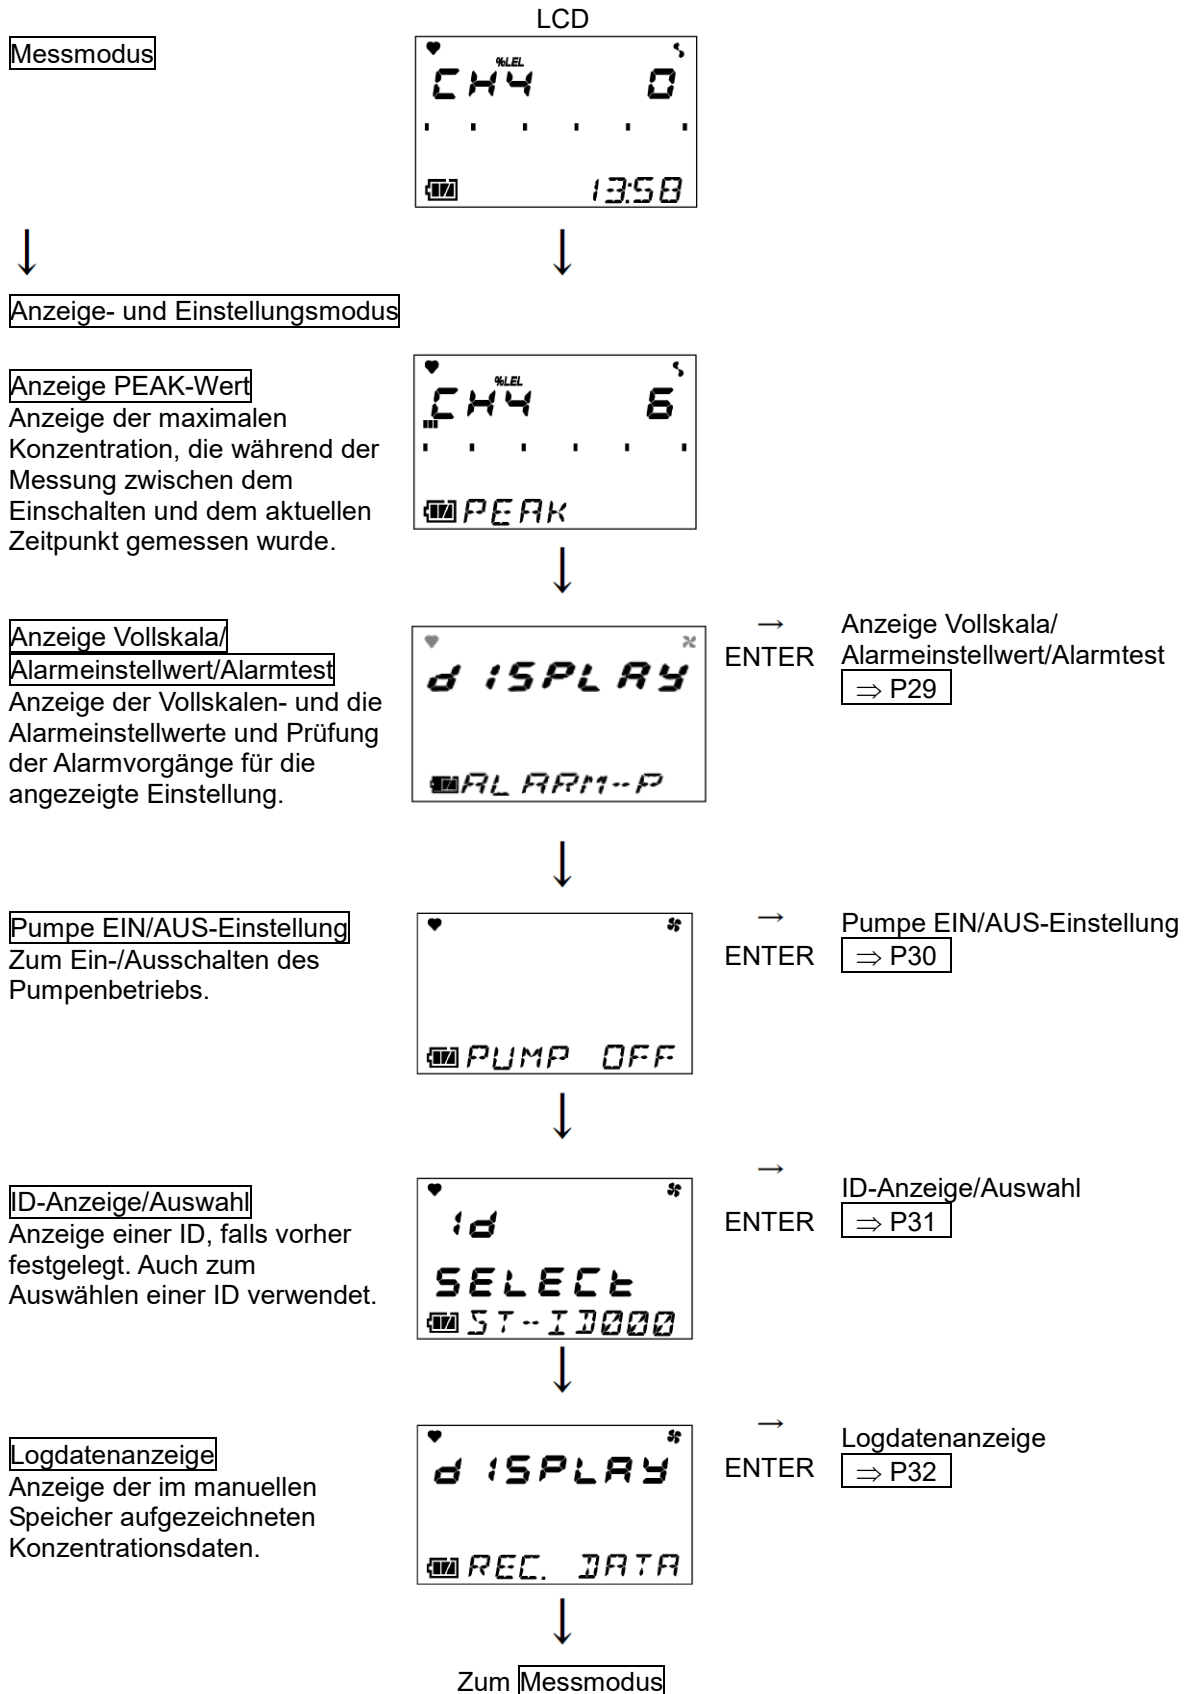 LCD
Messmodus
%LEL
CH4 0
13:58
Anzeige- und Einstellungsmodus
Anzeige PEAK-Wert
Anzeige der maximalen
Konzentration, die während der
Messung zwischen dem
Einschalten und dem aktuellen
Zeitpunkt gemessen wurde.
%LEL
CH4 6
PEAK
Anzeige Vollskala/
Alarmeinstellwert/Alarmtest
Anzeige der Vollskalen- und die
Alarmeinstellwerte und Prüfung
der Alarmvorgänge für die
angezeigte Einstellung.
dISPLAY
ALARM--P
→
ENTER
Anzeige Vollskala/
Alarmeinstellwert/Alarmtest
⇒ P29
Pumpe EIN/AUS-Einstellung
Zum Ein-/Ausschalten des
Pumpenbetriebs.
PUMP OFF
→
ENTER
Pumpe EIN/AUS-Einstellung
⇒ P30
ID-Anzeige/Auswahl
Anzeige einer ID, falls vorher
festgelegt. Auch zum
Auswählen einer ID verwendet.
Id
SELECt
ST--ID000
→
ENTER
ID-Anzeige/Auswahl
⇒ P31
Logdatenanzeige
Anzeige der im manuellen
Speicher aufgezeichneten
Konzentrationsdaten.
dISPLAY
REC. DATA
→
ENTER
Logdatenanzeige
⇒ P32
Zum Messmodus